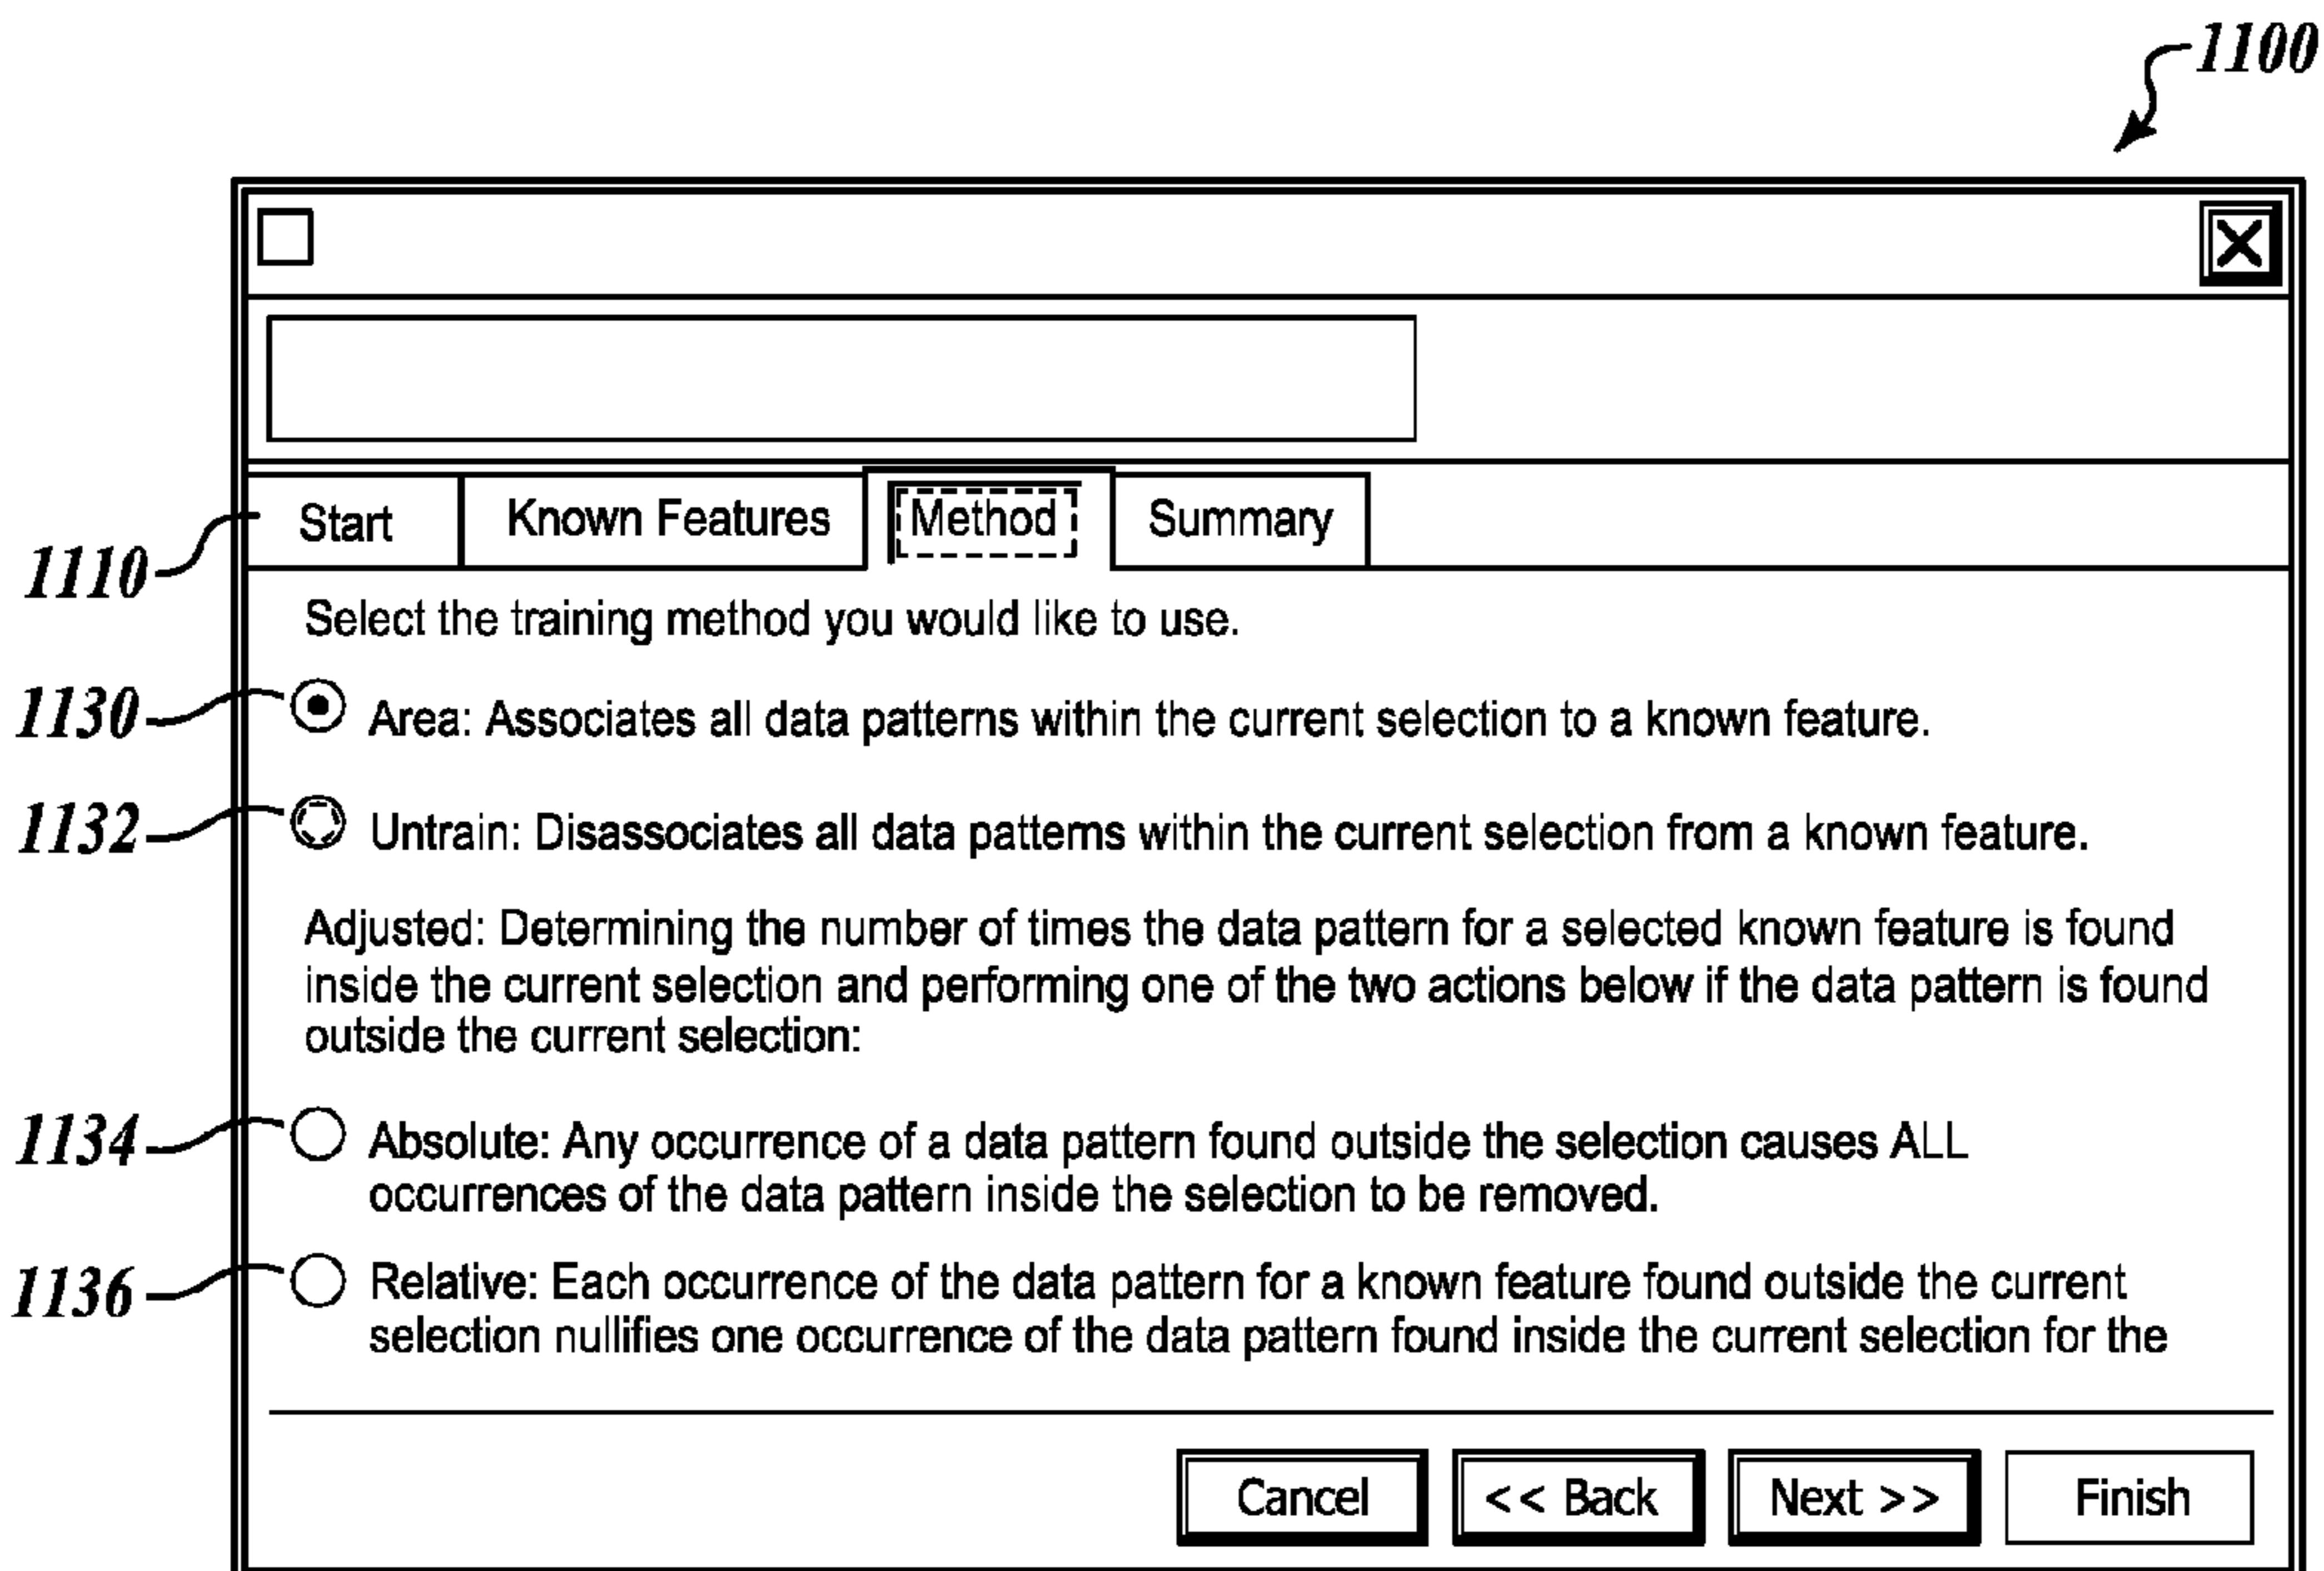 1100
Start Known Features Method Summary
1110
Select the training method you would like to use.
1130 Area: Associates all data patterns within the current selection to a known feature.
1132 Untrain: Disassociates all data patterns within the current selection from a known feature.
Adjusted: Determining the number of times the data pattern for a selected known feature is found
inside the current selection and performing one of the two actions below if the data pattern is found
outside the current selection:
1134 Absolute: Any occurrence of a data pattern found outside the selection causes ALL
occurrences of the data pattern inside the selection to be removed.
1136 Relative: Each occurrence of the data pattern for a known feature found outside the current
selection nullifies one occurrence of the data pattern found inside the current selection for the
Cancel << Back Next >> Finish